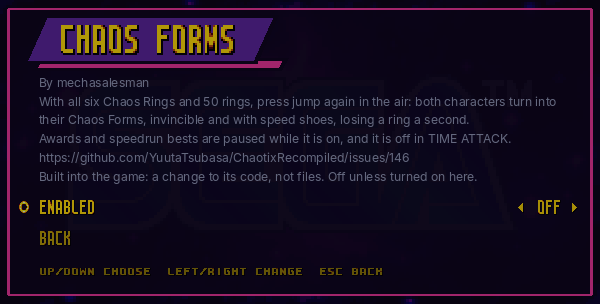 CHAOS FORMS
By mechasalesman
With all six Chaos Rings and 50 rings, press jump again in the air: both characters turn into
their Chaos Forms, invincible and with speed shoes, losing a ring a second.
Awards and speedrun bests are paused while it is on, and it is off in TIME ATTACK.
https://github.com/YuutaTsubasa/ChaotixRecompiled/issues/146
Built into the game: a change to its code, not files. Off unless turned on here.
ENABLED OFF
BACK
UP/DOWN CHOOSE LEFT/RIGHT CHANGE ESC BACK